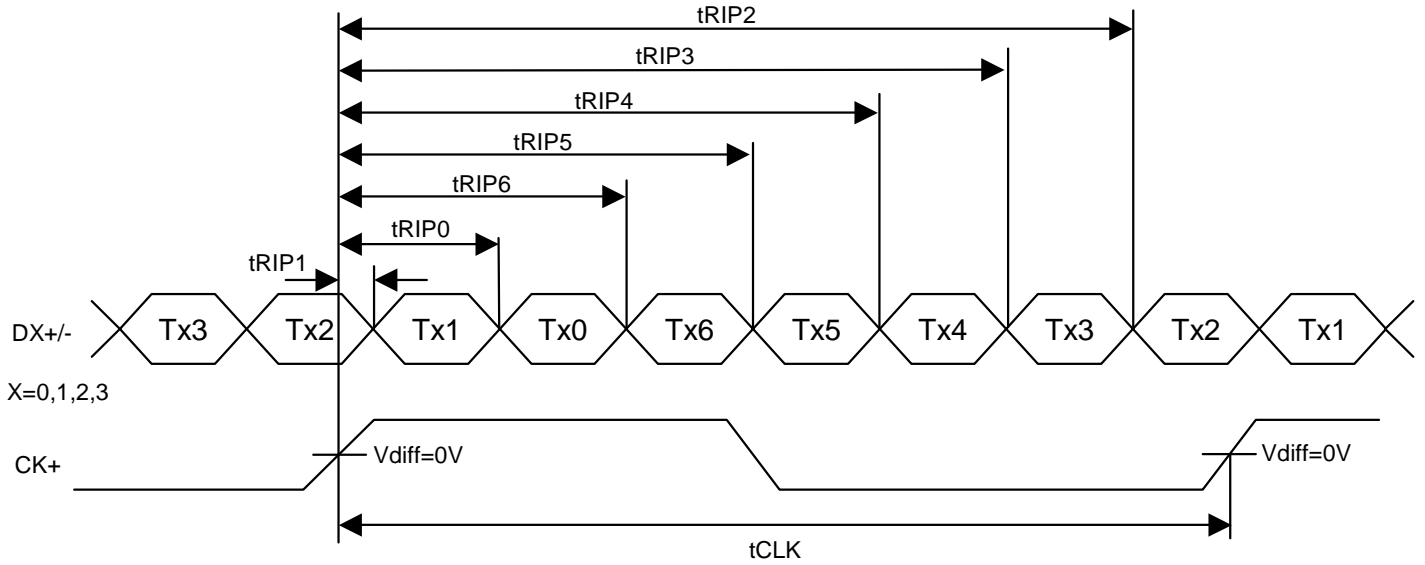 tRIP2
tRIP3
tRIP4
tRIP5
tRIP6
tRIP0
tRIP1
DX+/- Tx3 Tx2 Tx1 Tx0 Tx6 Tx5 Tx4 Tx3 Tx2 Tx1
X=0,1,2,3
CK+ Vdiff=0V Vdiff=0V
tCLK